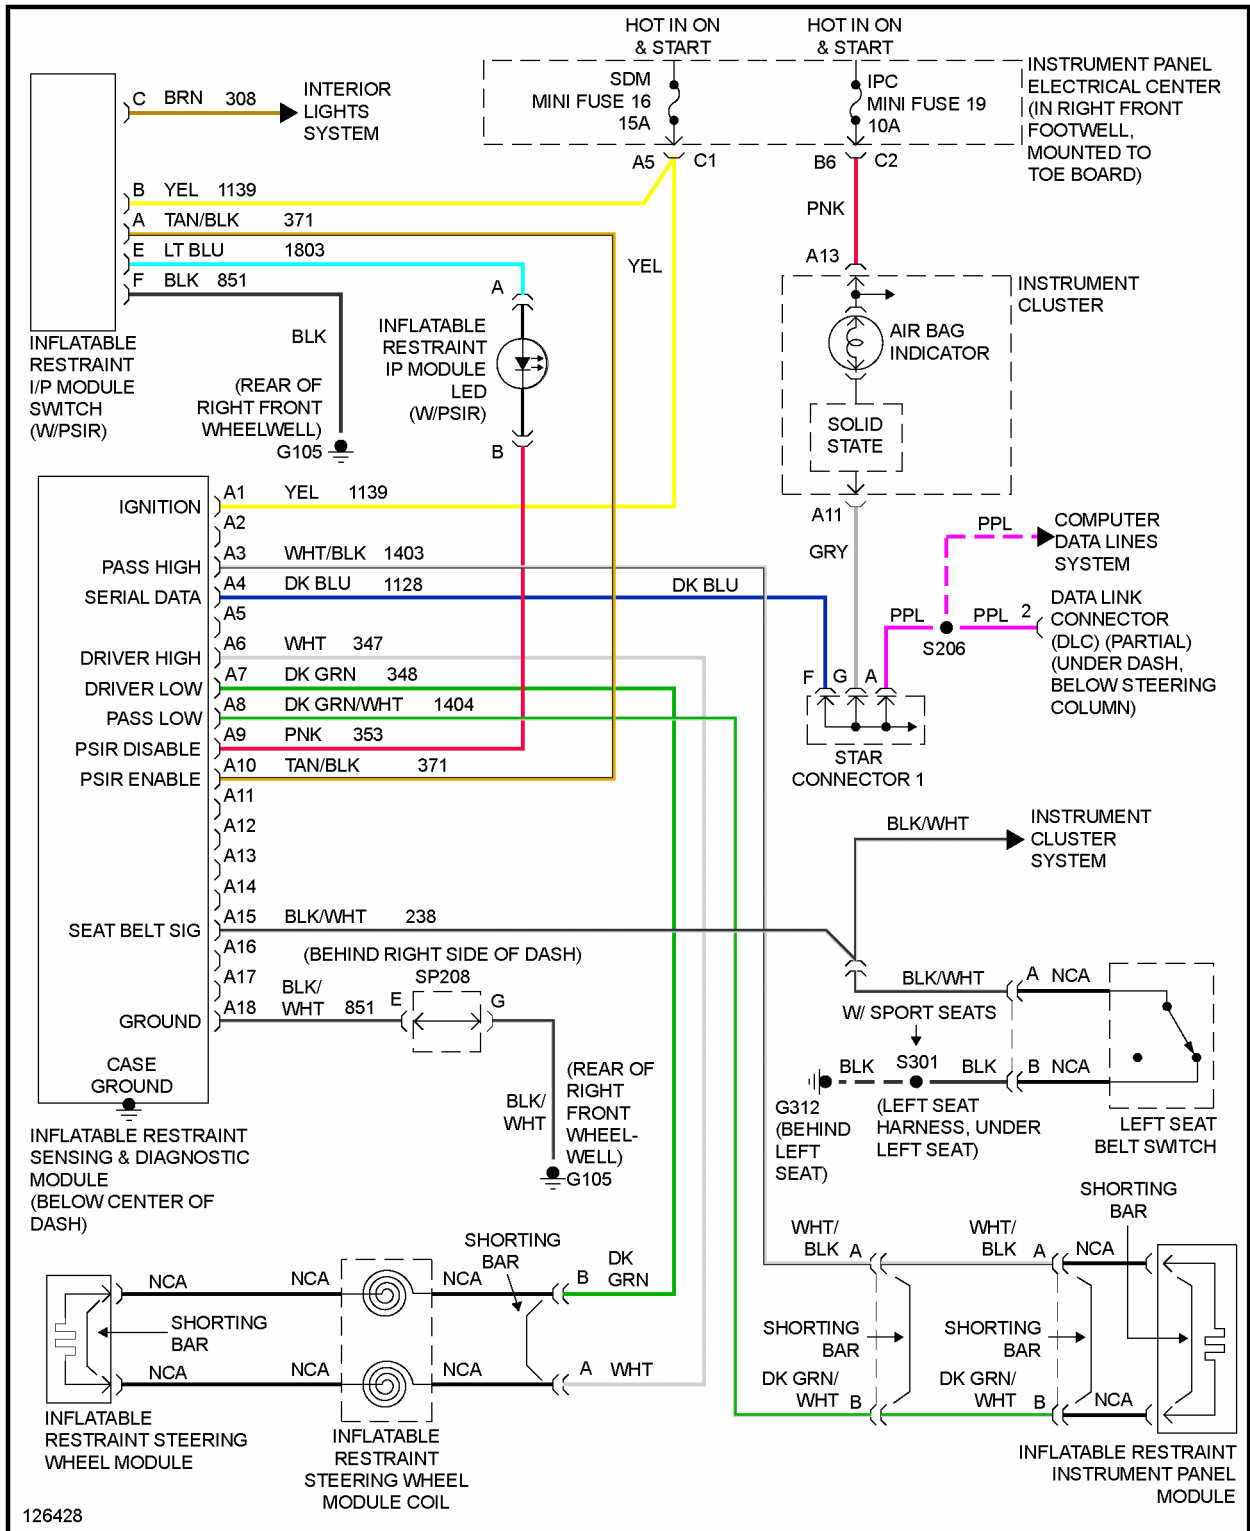 HOT IN ON
& START
HOT IN ON
& START
SDM
MINI FUSE 16
15A
IPC
MINI FUSE 19
10A
INSTRUMENT PANEL
ELECTRICAL CENTER
(IN RIGHT FRONT
FOOTWELL,
MOUNTED TO
TOE BOARD)
A5 C1
B6 C2
C BRN 308
INTERIOR
LIGHTS
SYSTEM
B YEL 1139
A TAN/BLK 371
E LT BLU 1803
F BLK 851
INFLATABLE
RESTRAINT
I/P MODULE
SWITCH
(W/PSIR)
BLK
(REAR OF
RIGHT FRONT
WHEELWELL)
G105
A
INFLATABLE
RESTRAINT
IP MODULE
LED
(W/PSIR)
B
YEL
PNK
A13
INSTRUMENT
CLUSTER
AIR BAG
INDICATOR
SOLID
STATE
A11
GRY
PPL
COMPUTER
DATA LINES
SYSTEM
PPL
PPL 2
S206
DATA LINK
CONNECTOR
(DLC) (PARTIAL)
(UNDER DASH,
BELOW STEERING
COLUMN)
F G A
STAR
CONNECTOR 1
IGNITION A1 YEL 1139
A2
PASS HIGH A3 WHT/BLK 1403
SERIAL DATA A4 DK BLU 1128 DK BLU
A5
DRIVER HIGH A6 WHT 347
DRIVER LOW A7 DK GRN 348
PASS LOW A8 DK GRN/WHT 1404
PSIR DISABLE A9 PNK 353
PSIR ENABLE A10 TAN/BLK 371
A11
A12
A13
A14
SEAT BELT SIG A15 BLK/WHT 238
A16
A17
GROUND A18 BLK/
WHT 851
CASE
GROUND
INFLATABLE RESTRAINT
SENSING & DIAGNOSTIC
MODULE
(BELOW CENTER OF
DASH)
(BEHIND RIGHT SIDE OF DASH)
SP208
E G
BLK/
WHT
(REAR OF
RIGHT
FRONT
WHEEL-
WELL)
G105
BLK/WHT
INSTRUMENT
CLUSTER
SYSTEM
BLK/WHT A NCA
W/ SPORT SEATS
BLK S301 BLK B NCA
G312
(BEHIND
LEFT
SEAT)
(LEFT SEAT
HARNESS, UNDER
LEFT SEAT)
LEFT SEAT
BELT SWITCH
SHORTING
BAR
WHT/
BLK A
WHT/
BLK A NCA
SHORTING
BAR
SHORTING
BAR
DK GRN/
WHT B
DK GRN/
WHT B NCA
INFLATABLE RESTRAINT
INSTRUMENT PANEL
MODULE
SHORTING
BAR
NCA NCA NCA B DK
GRN
SHORTING
BAR
NCA NCA NCA A WHT
INFLATABLE
RESTRAINT STEERING
WHEEL MODULE
INFLATABLE
RESTRAINT
STEERING WHEEL
MODULE COIL
126428